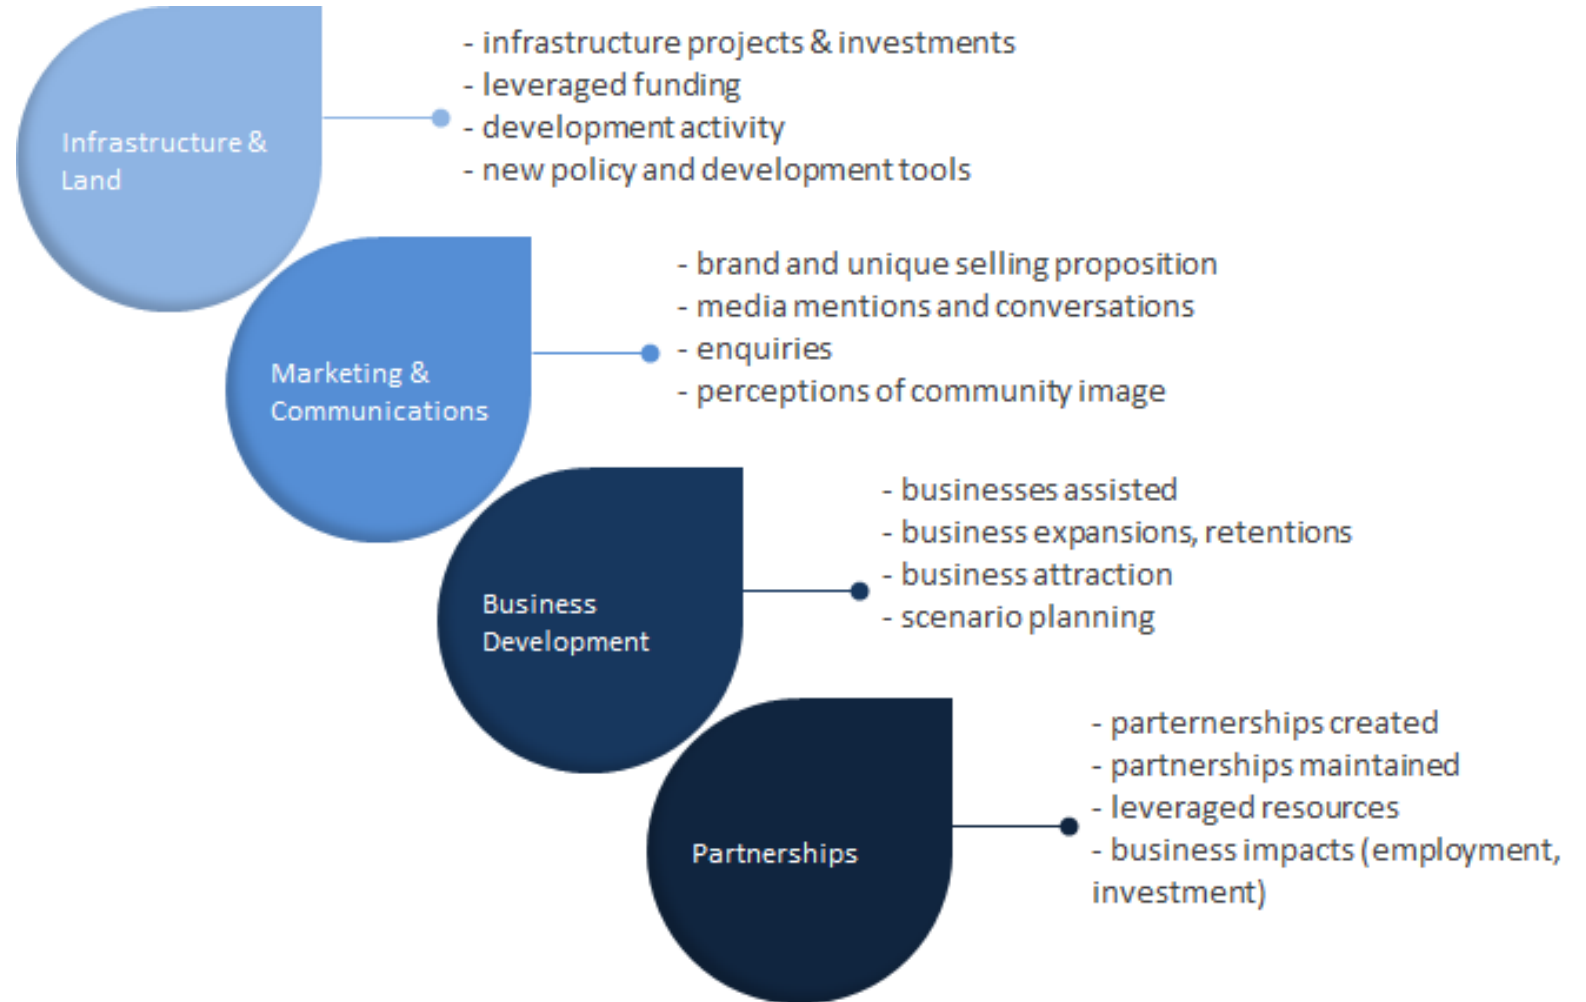 Infrastructure &
Land
- infrastructure projects & investments
- leveraged funding
- development activity
- new policy and development tools
Marketing &
Communications
- brand and unique selling proposition
- media mentions and conversations
- enquiries
- perceptions of community image
Business
Development
- businesses assisted
- business expansions, retentions
- business attraction
- scenario planning
Partnerships
- parternerships created
- partnerships maintained
- leveraged resources
- business impacts (employment,
investment)